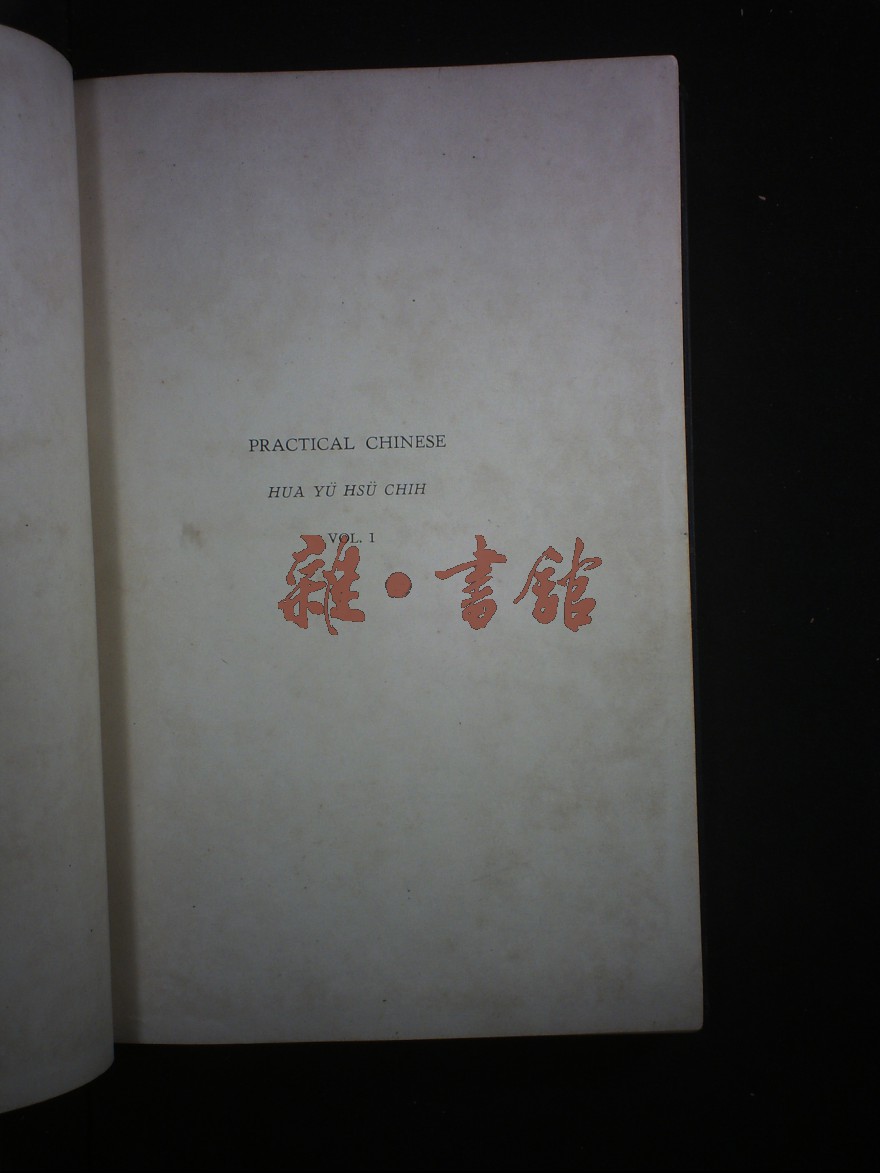 PRACTICAL CHINESE
HUA YÜ HSÜ CHIH
VOL. I
雜·書館